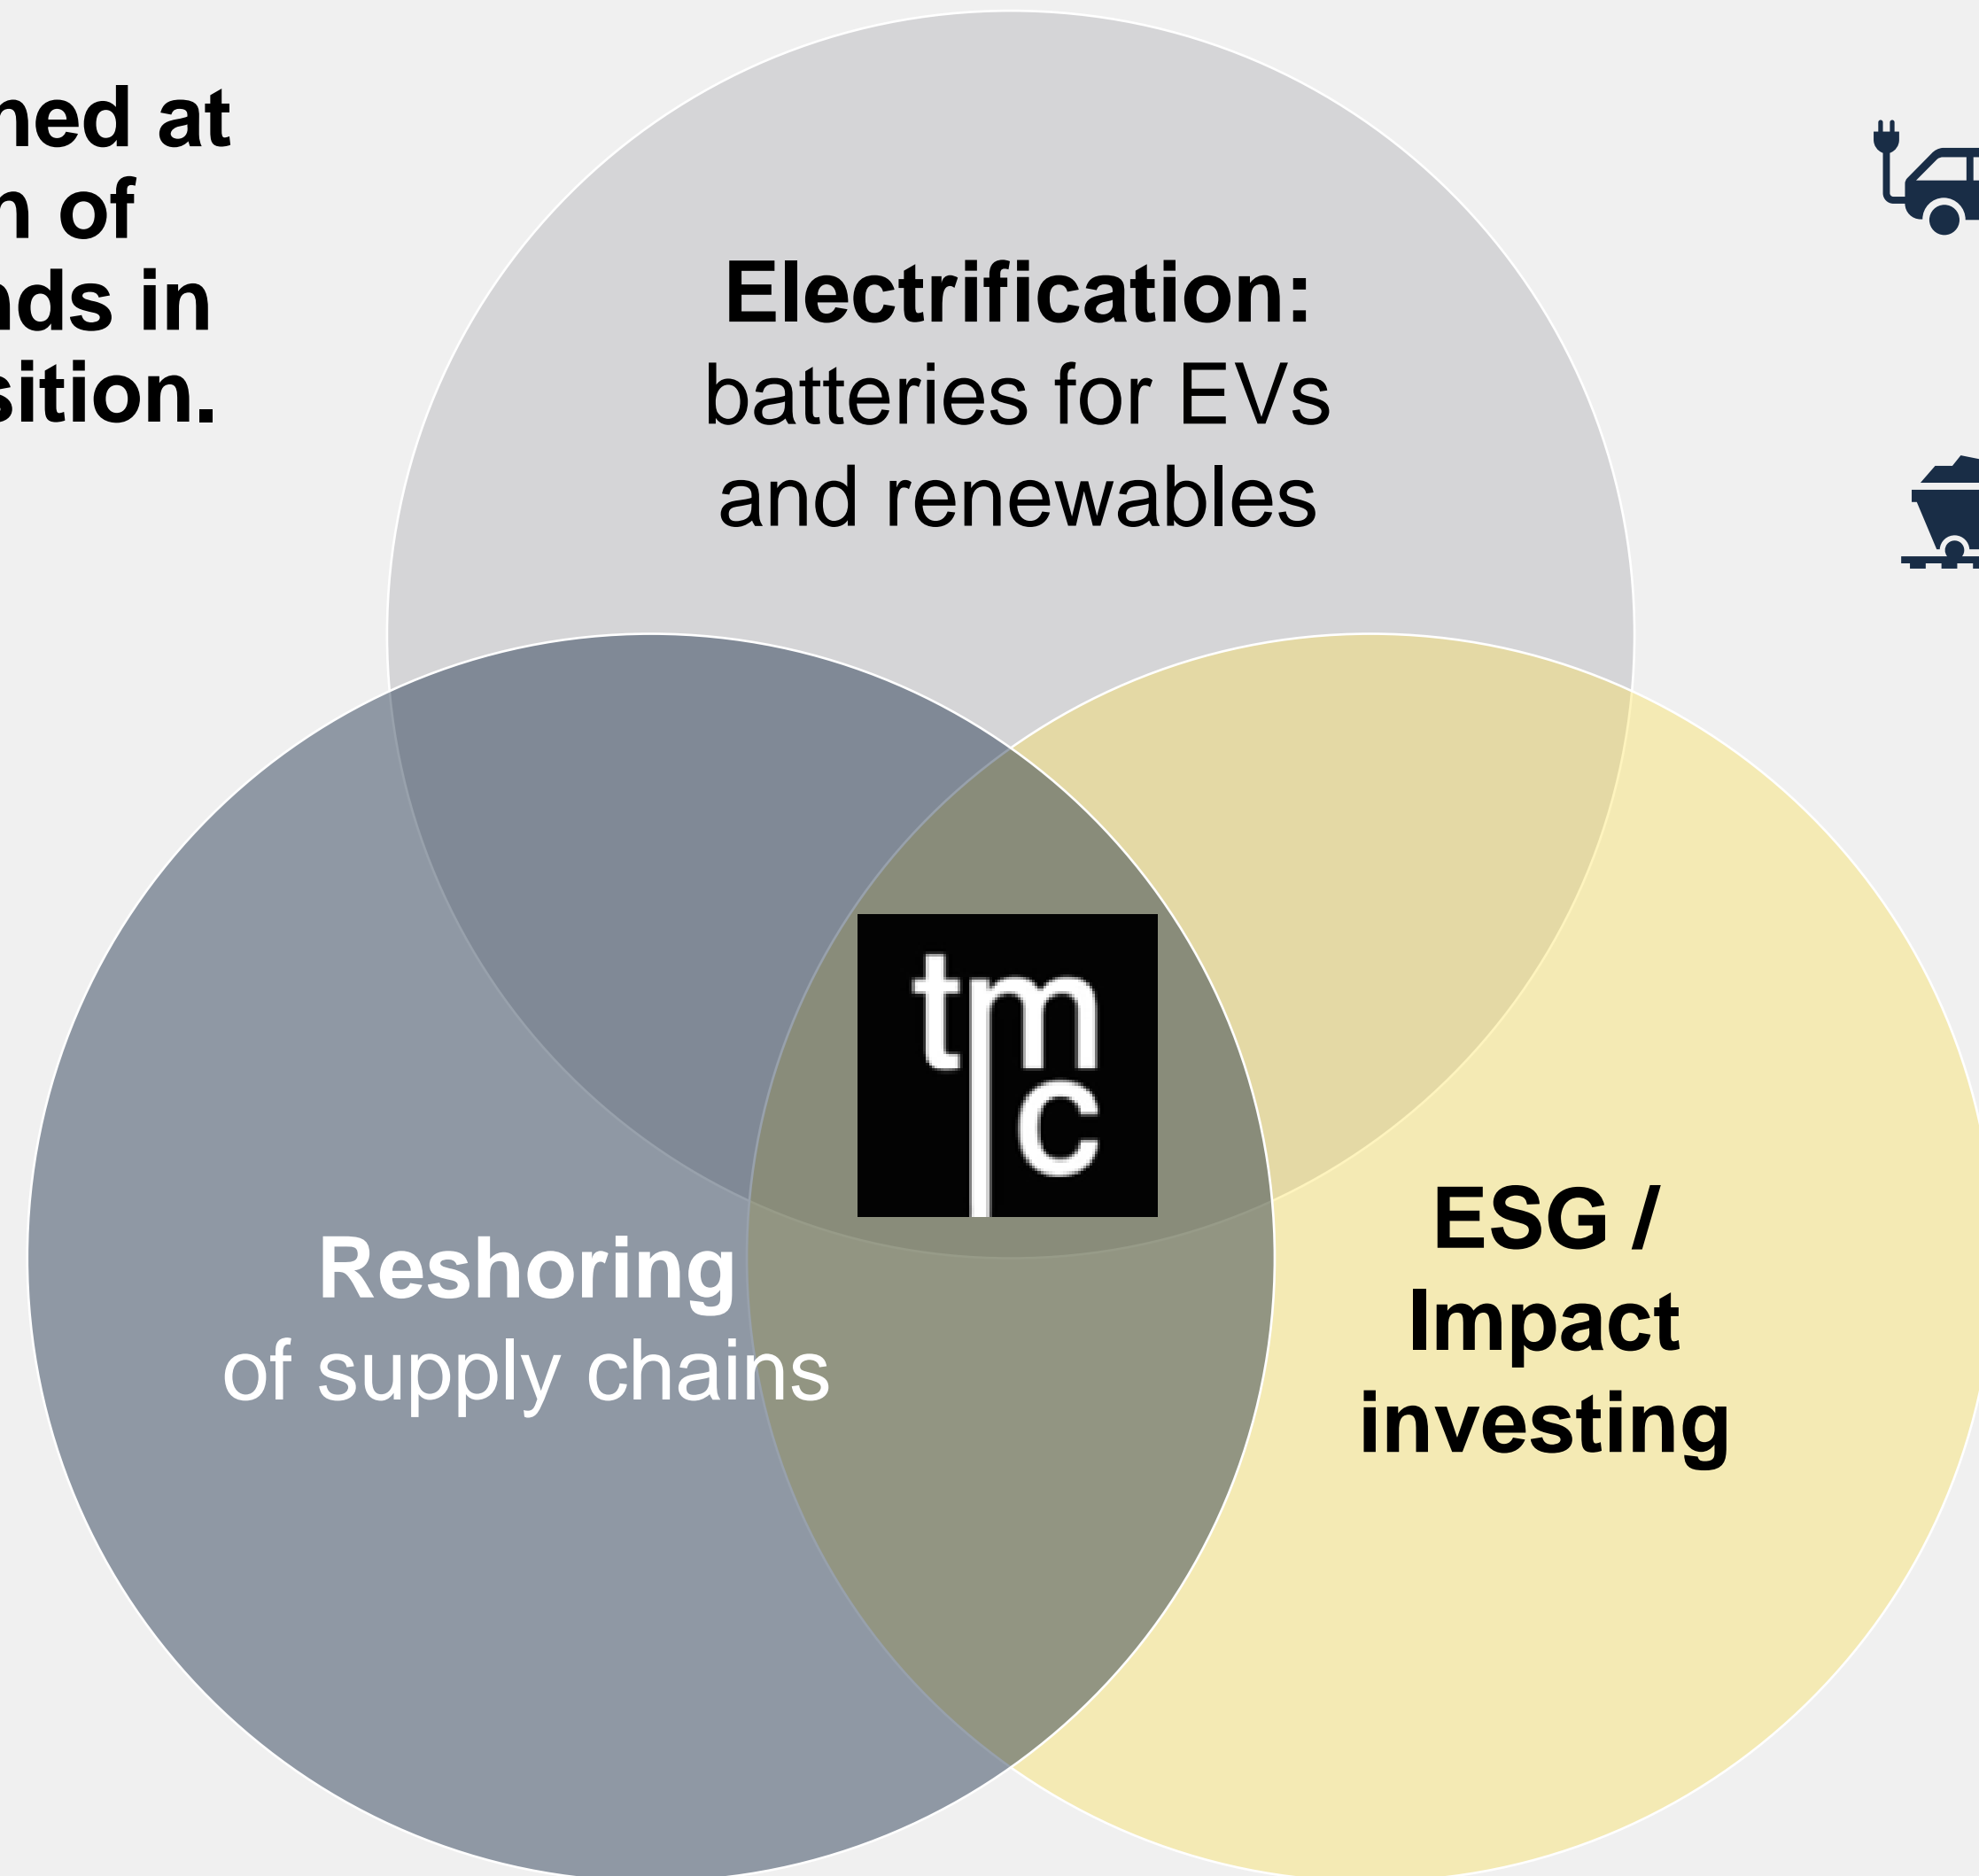 ned at
n of
nds in
sition.
Electrification:
batteries for EVs
and renewables
tmc
Reshoring
of supply chains
ESG /
Impact
investing